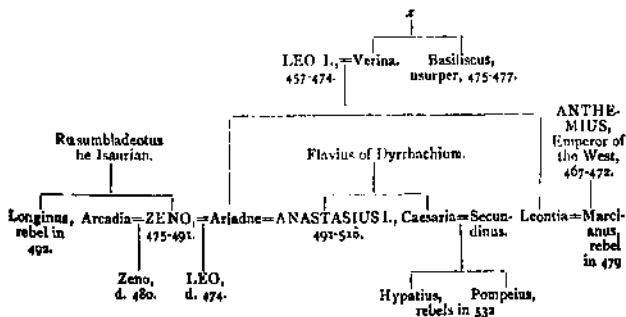 x
LEO I.,=Verina. Basiliscus,
457-474. usurper, 475-477.
ANTHE-
MIUS,
Emperor of
the West,
467-472.
Rusumbladeotus
he Isaurian.
Flavius of Dyrrhachium.
Longinus, Arcadia=ZENO,=Ariadne=ANASTASIUS I., Caesaria=Secun- Leontia=Marci-
rebel in 475-491. 491-518. dinus. anus,
492. rebel
in 479
Zeno, LEO,
d. 480. d. 474.
Hypatius, Pompeius,
rebels in 532